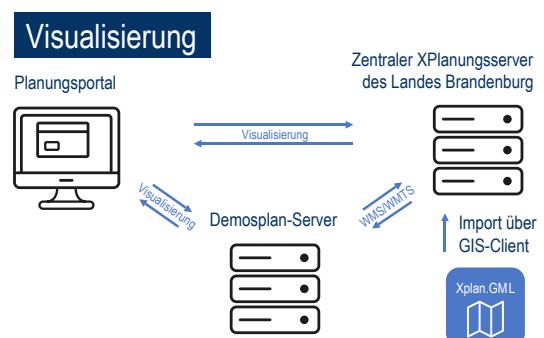 Visualisierung
Planungsportal
Zentraler XPlanungsserver
des Landes Brandenburg
Visualisierung
Visualisierung
Demosplan-Server
WMS/WMTS
Import über
GIS-Client
Xplan.GML